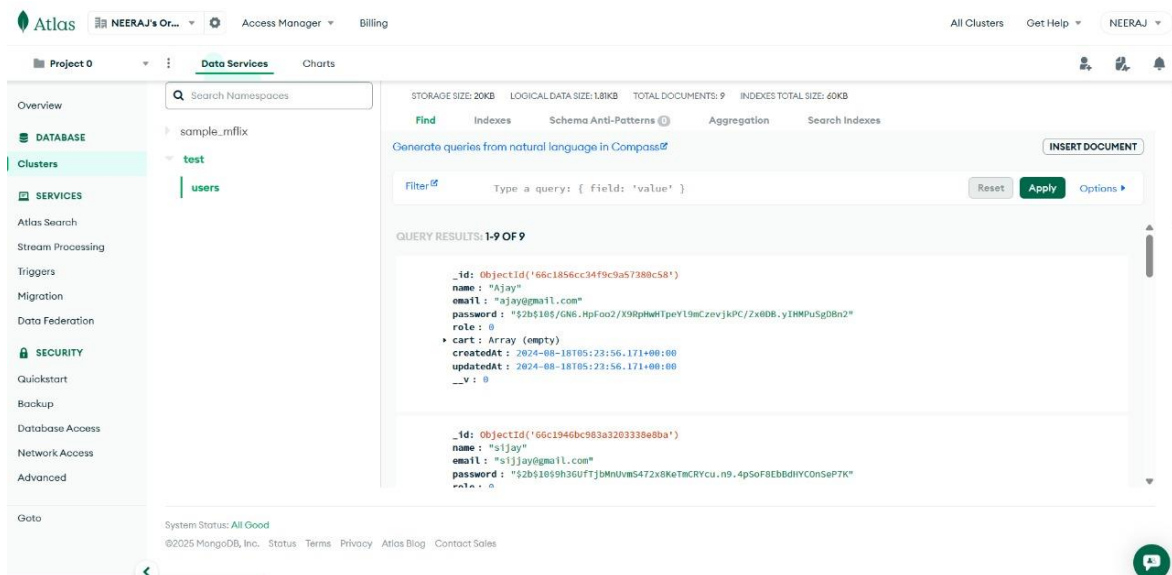 Atlas NEERAJ's Or... Access Manager Billing All Clusters Get Help NEERAJ
Project 0 Data Services Charts
Overview
DATABASE
Clusters
SERVICES
Atlas Search
Stream Processing
Triggers
Migration
Data Federation
SECURITY
Quickstart
Backup
Database Access
Network Access
Advanced
Goto
Search Namespaces
sample_mflix
test
users
STORAGE SIZE: 20KB LOGICAL DATA SIZE: 1.81KB TOTAL DOCUMENTS: 9 INDEXES TOTAL SIZE: 60KB
Find Indexes Schema Anti-Patterns 0 Aggregation Search Indexes
Generate queries from natural language in Compass
INSERT DOCUMENT
Filter Type a query: { field: 'value' } Reset Apply Options
QUERY RESULTS: 1-9 OF 9
_id: ObjectId('66c1856cc34f9c9a57380c58')
name : "Ajay"
email : "ajay@gmail.com"
password : "$2b$10$/GN6.HpFoo2/X9RpHwHTpeYl9mCzevjkPC/Zx0DB.yIHMPuSgDBn2"
role : 0
cart : Array (empty)
createdAt : 2024-08-18T05:23:56.171+00:00
updatedAt : 2024-08-18T05:23:56.171+00:00
__v : 0
_id: ObjectId('66c1946bc983a3203338e8ba')
name : "sijay"
email : "sijjay@gmail.com"
password : "$2b$10$9h36UfTjbMnUvmS472x8KeTmCRYcu.n9.4pSoF8EbBdHYCOnSeP7K"
role : 0
System Status: All Good
©2025 MongoDB, Inc. Status Terms Privacy Atlas Blog Contact Sales